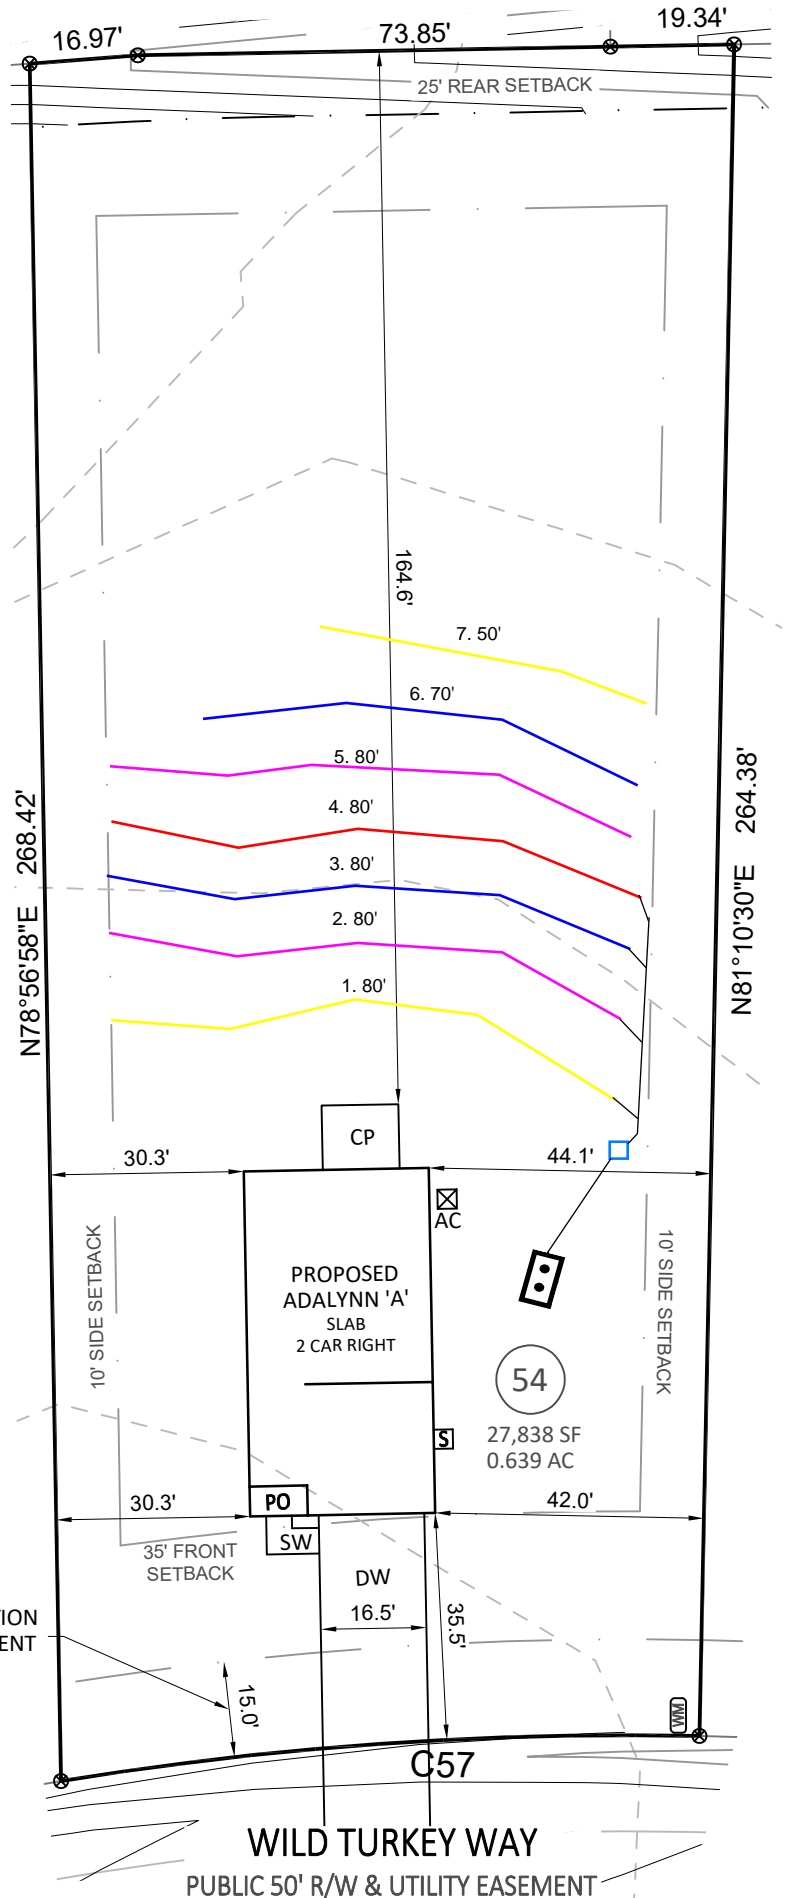 16.97'
73.85'
19.34'
25' REAR SETBACK
164.6'
7. 50'
6. 70'
5. 80'
4. 80'
3. 80'
2. 80'
1. 80'
N78°56'58"E 268.42'
N81°10'30"E 264.38'
CP
30.3'
44.1'
AC
10' SIDE SETBACK
10' SIDE SETBACK
PROPOSED
ADALYNN 'A'
SLAB
2 CAR RIGHT
54
27,838 SF
0.639 AC
S
30.3'
PO
42.0'
SW
35' FRONT
SETBACK
DW
16.5'
35.5'
TION
ENT
15.0'
WM
C57
WILD TURKEY WAY
PUBLIC 50' R/W & UTILITY EASEMENT